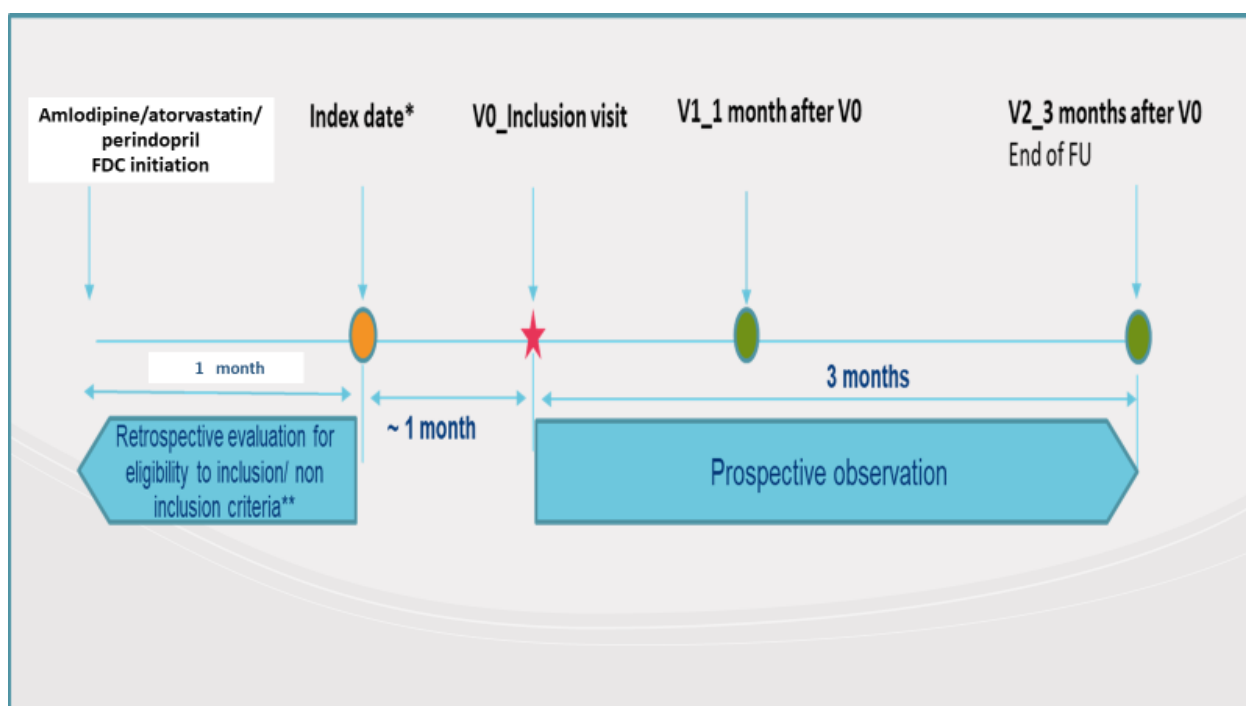 Amlodipine/atorvastatin/
perindopril
FDC initiation
Index date*
V0_Inclusion visit
V1_1 month after V0
V2_3 months after V0
End of FU
1 month
~ 1 month
3 months
Retrospective evaluation for
eligibility to inclusion/ non
inclusion criteria**
Prospective observation